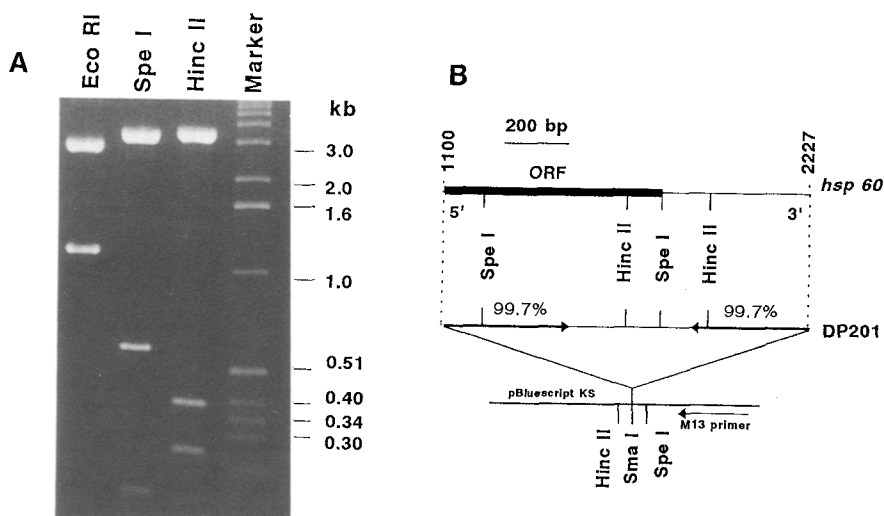 A
Eco RI
Spe I
Hinc II
Marker
kb
3.0
2.0
1.6
1.0
0.51
0.40
0.34
0.30
B
200 bp
1100
2227
ORF
hsp 60
5'
3'
Spe I
Hinc II
Spe I
Hinc II
99.7%
99.7%
DP201
pBluescript KS
M13 primer
Hinc II
Sma I
Spe I